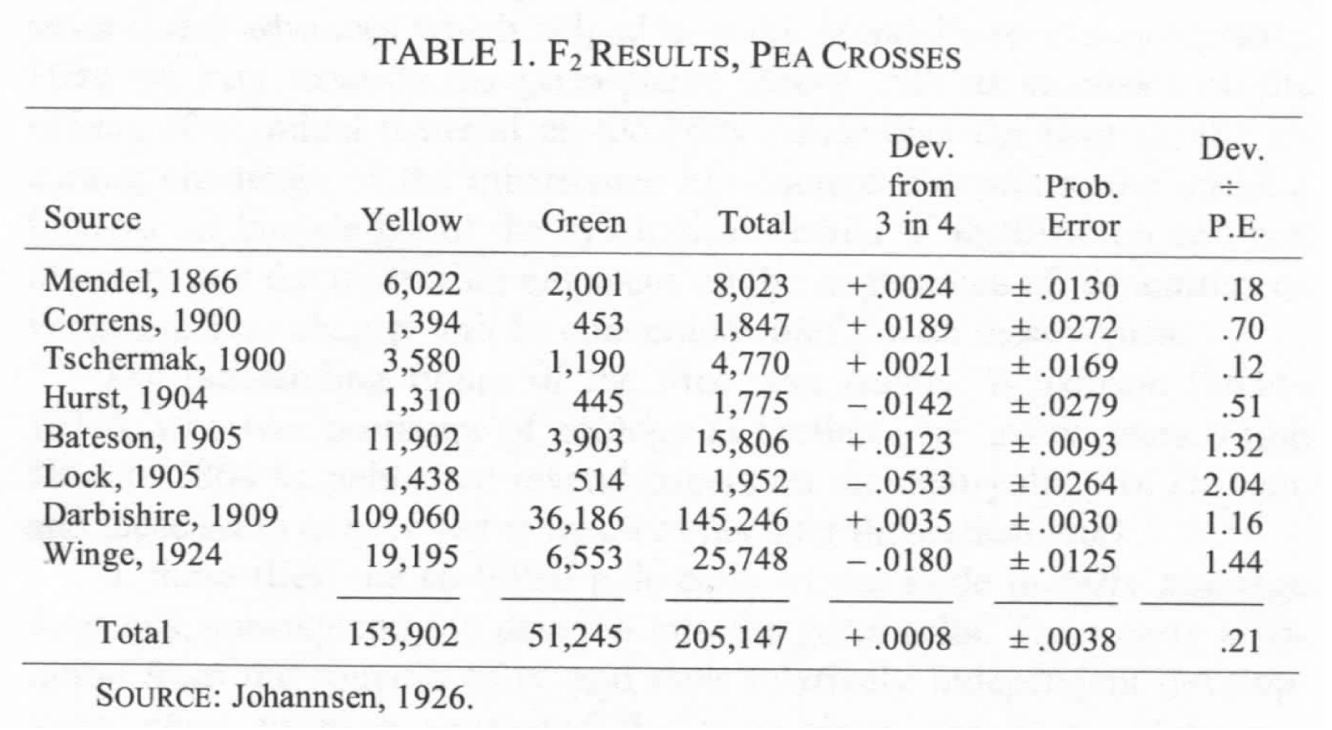 TABLE 1. F2 RESULTS, PEA CROSSES
Dev. Dev.
from Prob. ÷
Source Yellow Green Total 3 in 4 Error P.E.
Mendel, 1866 6,022 2,001 8,023 +.0024 ±.0130 .18
Correns, 1900 1,394 453 1,847 +.0189 ±.0272 .70
Tschermak, 1900 3,580 1,190 4,770 +.0021 ±.0169 .12
Hurst, 1904 1,310 445 1,775 −.0142 ±.0279 .51
Bateson, 1905 11,902 3,903 15,806 +.0123 ±.0093 1.32
Lock, 1905 1,438 514 1,952 −.0533 ±.0264 2.04
Darbishire, 1909 109,060 36,186 145,246 +.0035 ±.0030 1.16
Winge, 1924 19,195 6,553 25,748 −.0180 ±.0125 1.44
Total 153,902 51,245 205,147 +.0008 ±.0038 .21
SOURCE: Johannsen, 1926.